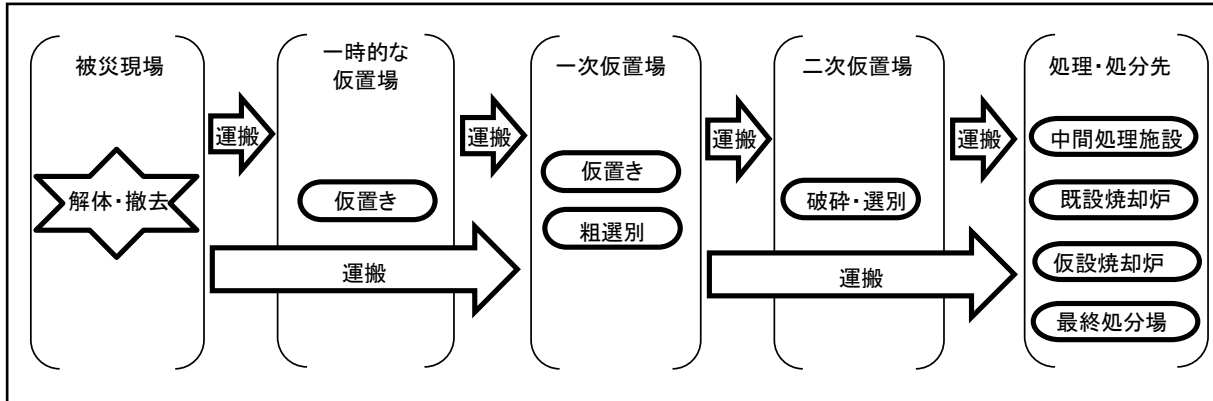 被災現場
解体・撤去
運搬
一時的な
仮置場
仮置き
運搬
運搬
一次仮置場
仮置き
粗選別
運搬
二次仮置場
破砕・選別
運搬
運搬
処理・処分先
中間処理施設
既設焼却炉
仮設焼却炉
最終処分場